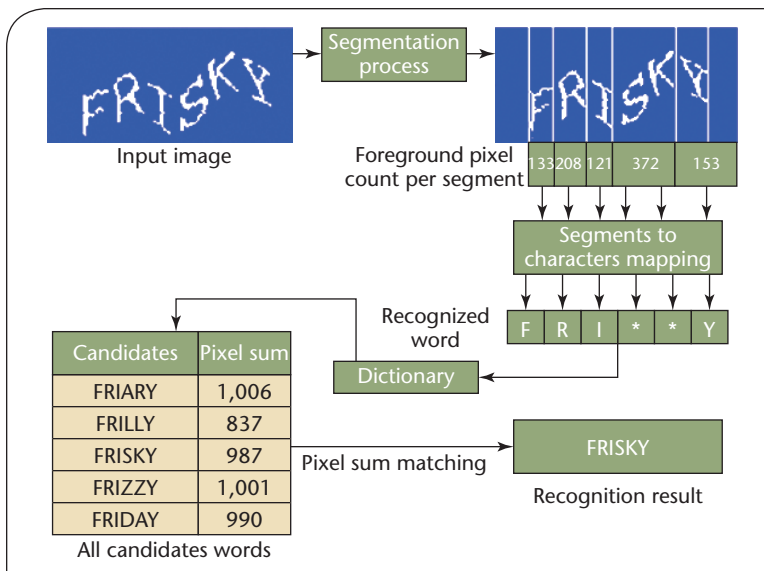 FRISKY
Segmentation
process
FRISKY
Input image
Foreground pixel
count per segment
133 208 121 372 153
Segments to
characters mapping
Recognized
word
F R I * * Y
Dictionary
Candidates Pixel sum
FRIARY 1,006
FRILLY 837
FRISKY 987
FRIZZY 1,001
FRIDAY 990
All candidates words
Pixel sum matching
FRISKY
Recognition result